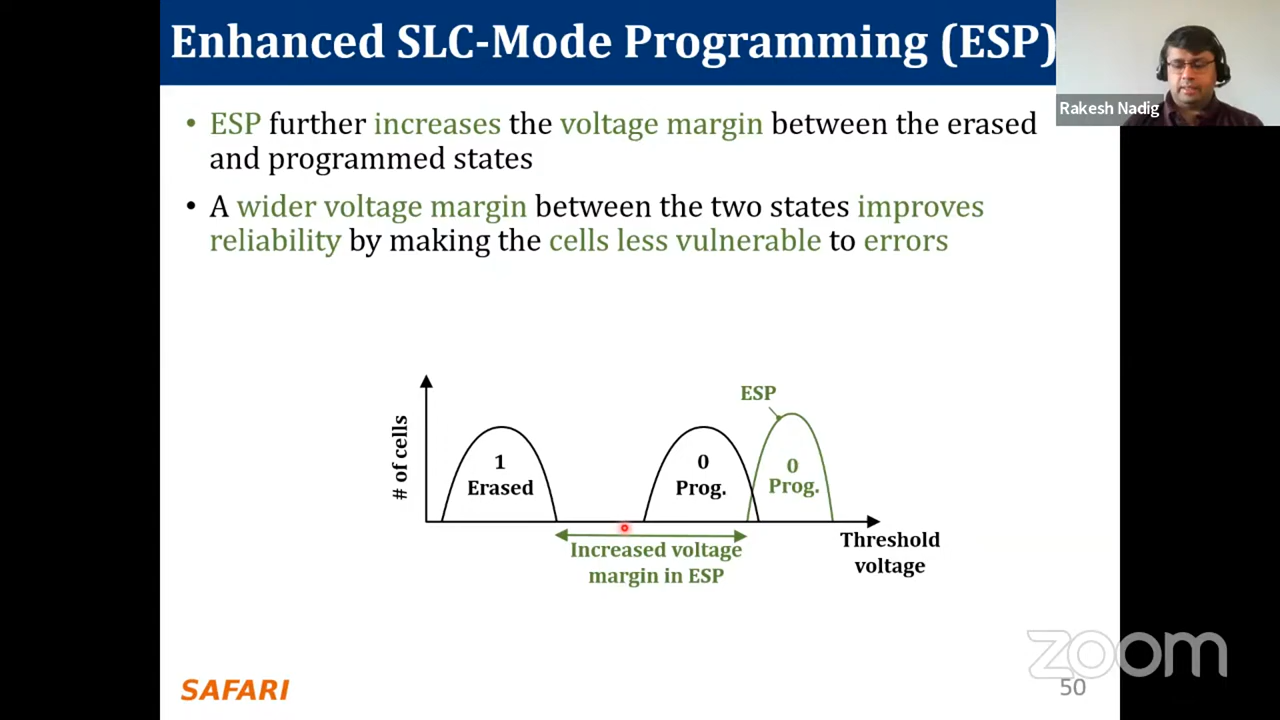 Enhanced SLC-Mode Programming (ESP)
Rakesh Nadig
• ESP further increases the voltage margin between the erased
and programmed states
• A wider voltage margin between the two states improves
reliability by making the cells less vulnerable to errors
ESP
# of cells
1
Erased
0
Prog.
0
Prog.
Increased voltage
margin in ESP
Threshold
voltage
zoom
SAFARI
50